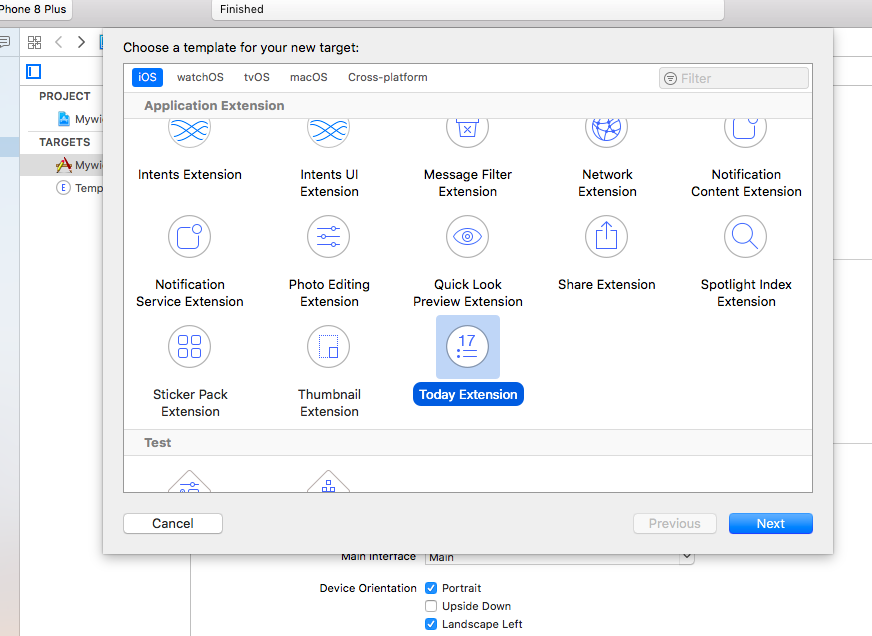 Phone 8 Plus
Finished
Choose a template for your new target:
iOS watchOS tvOS macOS Cross-platform
Filter
Application Extension
PROJECT
Mywi
TARGETS
Mywi
E Temp
Intents Extension
Intents UI
Extension
Message Filter
Extension
Network
Extension
Notification
Content Extension
Notification
Service Extension
Photo Editing
Extension
Quick Look
Preview Extension
Share Extension
Spotlight Index
Extension
Sticker Pack
Extension
Thumbnail
Extension
17
Today Extension
Test
Cancel
Previous
Next
Main Interface
Main
Device Orientation
Portrait
Upside Down
Landscape Left